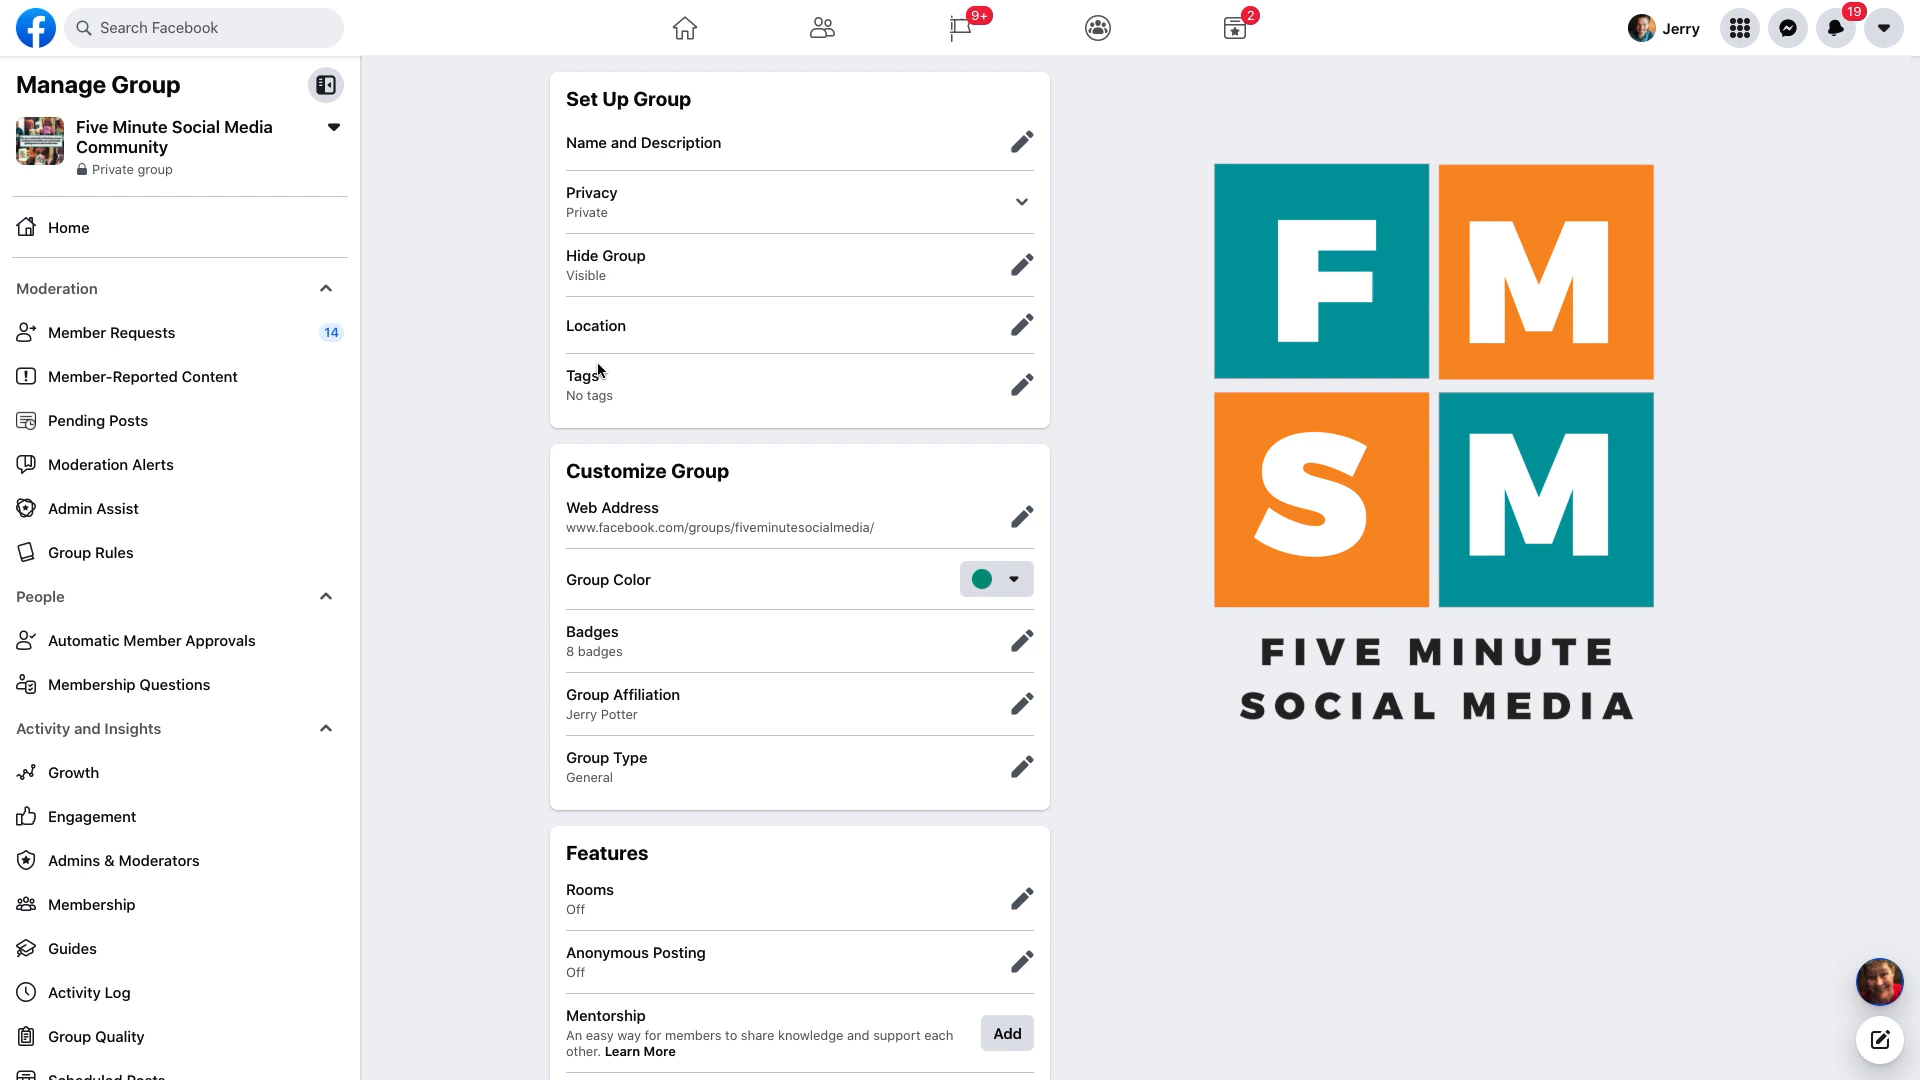 Search Facebook
9+
2
Jerry
19
Manage Group
Five Minute Social Media
Community
Private group
Home
Moderation
Member Requests
14
Member-Reported Content
Pending Posts
Moderation Alerts
Admin Assist
Group Rules
People
Automatic Member Approvals
Membership Questions
Activity and Insights
Growth
Engagement
Admins & Moderators
Membership
Guides
Activity Log
Group Quality
Scheduled Posts
Set Up Group
Name and Description
Privacy
Private
Hide Group
Visible
Location
Tags
No tags
Customize Group
Web Address
www.facebook.com/groups/fiveminutesocialmedia/
Group Color
Badges
8 badges
Group Affiliation
Jerry Potter
Group Type
General
Features
Rooms
Off
Anonymous Posting
Off
Mentorship
An easy way for members to share knowledge and support each
other. Learn More
Add
F M
S M
FIVE MINUTE
SOCIAL MEDIA